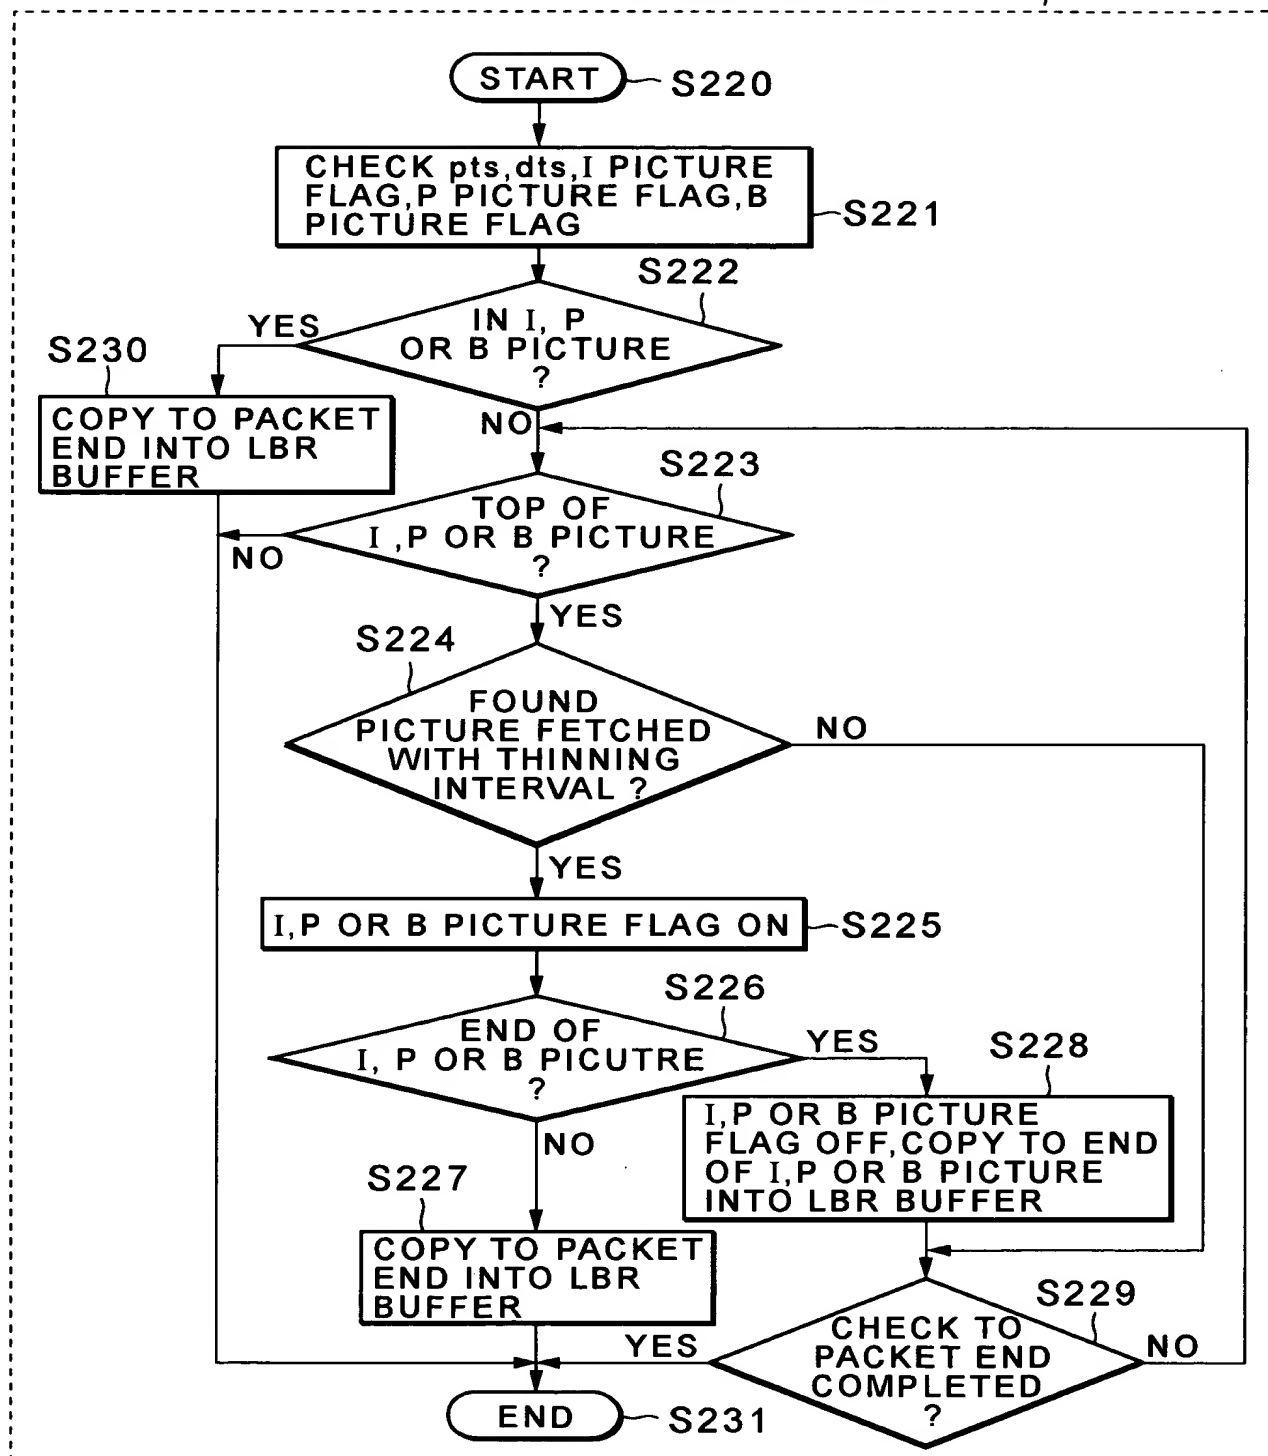 START
S220
CHECK pts,dts,I PICTURE
FLAG,P PICTURE FLAG,B
PICTURE FLAG
S221
S222
IN I, P
OR B PICTURE
?
YES
NO
S230
COPY TO PACKET
END INTO LBR
BUFFER
S223
TOP OF
I ,P OR B PICTURE
?
NO
YES
S224
FOUND
PICTURE FETCHED
WITH THINNING
INTERVAL ?
NO
YES
I,P OR B PICTURE FLAG ON
S225
S226
END OF
I, P OR B PICUTRE
?
YES
NO
S228
I,P OR B PICTURE
FLAG OFF,COPY TO END
OF I,P OR B PICTURE
INTO LBR BUFFER
S227
COPY TO PACKET
END INTO LBR
BUFFER
S229
CHECK TO
PACKET END
COMPLETED
?
YES
NO
END
S231